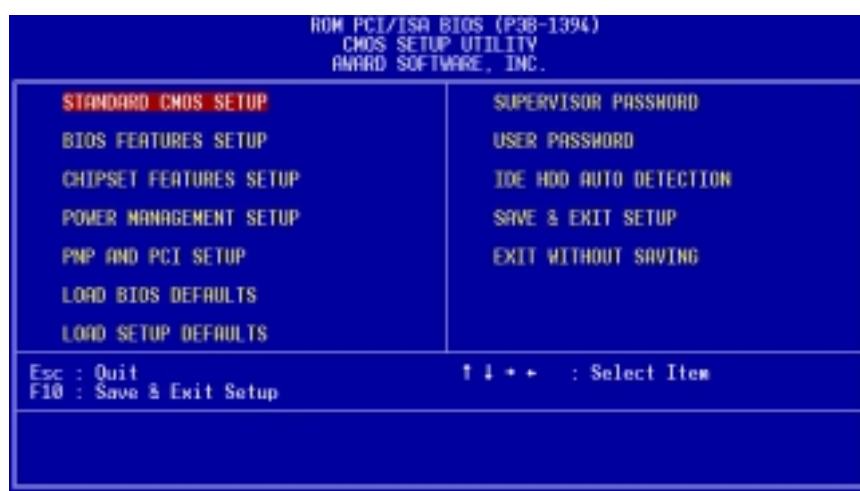 ROM PCI/ISA BIOS (P3B-1394)
CMOS SETUP UTILITY
AWARD SOFTWARE, INC.
STANDARD CMOS SETUP
BIOS FEATURES SETUP
CHIPSET FEATURES SETUP
POWER MANAGEMENT SETUP
PNP AND PCI SETUP
LOAD BIOS DEFAULTS
LOAD SETUP DEFAULTS
SUPERVISOR PASSWORD
USER PASSWORD
IDE HDD AUTO DETECTION
SAVE & EXIT SETUP
EXIT WITHOUT SAVING
Esc : Quit
F10 : Save & Exit Setup
↑ ↓ → ← : Select Item